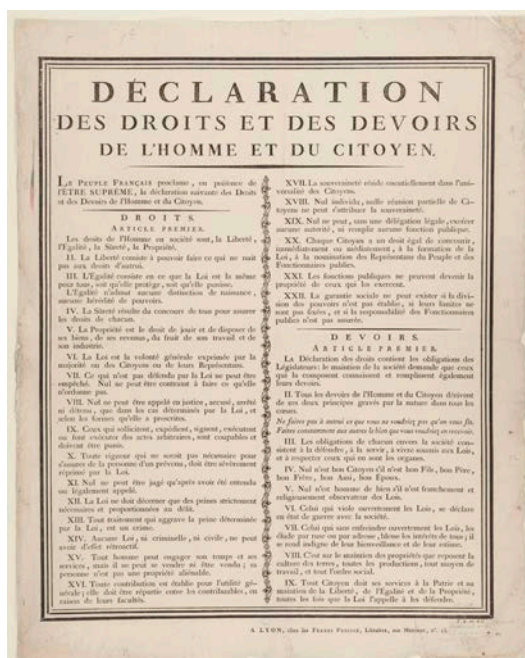 DÉCLARATION
DES DROITS ET DES DEVOIRS
DE L'HOMME ET DU CITOYEN.
LE PEUPLE FRANÇAIS proclame, en présence de
l'ÊTRE SUPRÊME, la déclaration suivante des Droits
et des Devoirs de l'Homme et du Citoyen.
DROITS.
ARTICLE PREMIER.
Les droits de l'Homme en société sont, la Liberté,
l'Egalité, la Sûreté, la Propriété.
II. La Liberté consiste à pouvoir faire ce qui ne nuit
pas aux droits d'autrui.
III. L'Egalité consiste en ce que la Loi est la même
pour tous, soit qu'elle protège, soit qu'elle punisse.
L'Egalité n'admet aucune distinction de naissance,
aucune hérédité de pouvoirs.
IV. La Sûreté résulte du concours de tous pour assurer
les droits de chacun.
V. La Propriété est le droit de jouir et de disposer de
ses biens, de ses revenus, du fruit de son travail et de
son industrie.
VI. La Loi est la volonté générale exprimée par la
majorité ou des Citoyens ou de leurs Représentans.
VII. Ce qui n'est pas défendu par la Loi ne peut être
empêché. Nul ne peut être contraint à faire ce qu'elle
n'ordonne pas.
VIII. Nul ne peut être appelé en justice, accusé, arrêté
ni détenu, que dans les cas déterminés par la Loi, et
selon les formes qu'elle a prescrites.
IX. Ceux qui sollicitent, expédient, signent, exécutent
ou font exécuter des actes arbitraires, sont coupables et
doivent être punis.
X. Toute rigueur qui ne seroit pas nécessaire pour
s'assurer de la personne d'un prévenu, doit être sévèrement
réprimée par la Loi.
XI. Nul ne peut être jugé qu'après avoir été entendu
ou légalement appelé.
XII. La Loi ne doit décerner que des peines strictement
nécessaires et proportionnées au délit.
XIII. Tout traitement qui aggrave la peine déterminée
par la Loi, est un crime.
XIV. Aucune Loi, ni criminelle, ni civile, ne peut
avoir d'effet rétroactif.
XV. Tout homme peut engager son temps et ses
services, mais il ne peut se vendre ni être vendu; sa
personne n'est pas une propriété aliénable.
XVI. Toute contribution est établie pour l'utilité gé-
nérale; elle doit être répartie entre les contribuables, en
raison de leurs facultés.
XVII. La souveraineté réside essentiellement dans l'uni-
versalité des Citoyens.
XVIII. Nul individu, nulle réunion partielle de Ci-
toyens ne peut s'attribuer la souveraineté.
XIX. Nul ne peut, sans une délégation légale, exercer
aucune autorité, ni remplir aucune fonction publique.
XX. Chaque Citoyen a un droit égal de concourir,
immédiatement ou médiatement, à la formation de la
Loi, à la nomination des Représentans du Peuple et des
Fonctionnaires publics.
XXI. Les fonctions publiques ne peuvent devenir la
propriété de ceux qui les exercent.
XXII. La garantie sociale ne peut exister si la divi-
sion des pouvoirs n'est pas établie, si leurs limites ne
sont pas fixées, et si la responsabilité des Fonctionnaires
publics n'est pas assurée.
DEVOIRS.
ARTICLE PREMIER.
La Déclaration des droits contient les obligations des
Législateurs: le maintien de la société demande que ceux
qui la composent connoissent et remplissent également
leurs devoirs.
II. Tous les devoirs de l'Homme et du Citoyen dérivent
de ces deux principes gravés par la nature dans tous les
cœurs.
Ne faites pas à autrui ce que vous ne voudriez pas qu'on vous fît.
Faites constamment aux autres le bien que vous voudriez en recevoir.
III. Les obligations de chacun envers la société con-
sistent à la défendre, à la servir, à vivre soumis aux Lois,
et à respecter ceux qui en sont les organes.
IV. Nul n'est bon Citoyen s'il n'est bon Fils, bon Père,
bon Frère, bon Ami, bon Époux.
V. Nul n'est homme de bien s'il n'est franchement et
religieusement observateur des Lois.
VI. Celui qui viole ouvertement les Lois, se déclare
en état de guerre avec la société.
VII. Celui qui sans enfreindre ouvertement les Lois, les
élude par ruse ou par adresse, blesse les intérêts de tous; il
se rend indigne de leur bienveillance et de leur estime.
VIII. C'est sur le maintien des propriétés que reposent la
culture des terres, toutes les productions, tout moyen de
travail, et tout l'ordre social.
IX. Tout Citoyen doit ses services à la Patrie et au
maintien de la Liberté, de l'Egalité et de la Propriété,
toutes les fois que la Loi l'appelle à les défendre.
A LYON, chez les FRERES PERISSE, Libraires, rue Merciere, n°.